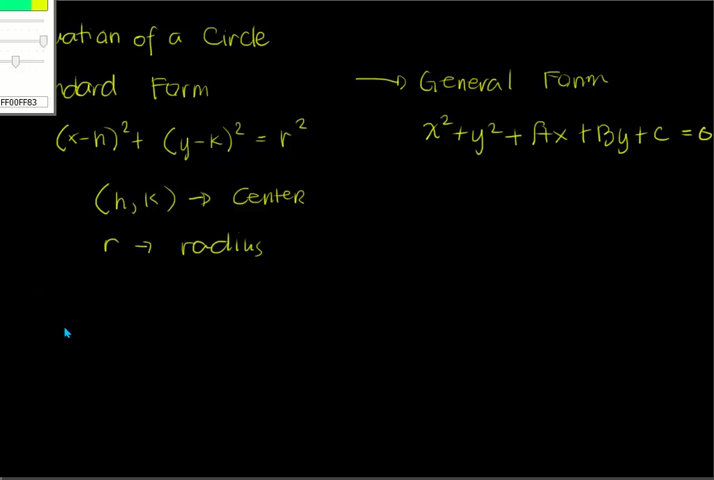 uation of a Circle
ndard Form
(x-h)²+ (y-k)² = r²
(h, k) → Center
r → radius
→ General Form
x²+y²+ Ax +By+C =0
FF00FF83